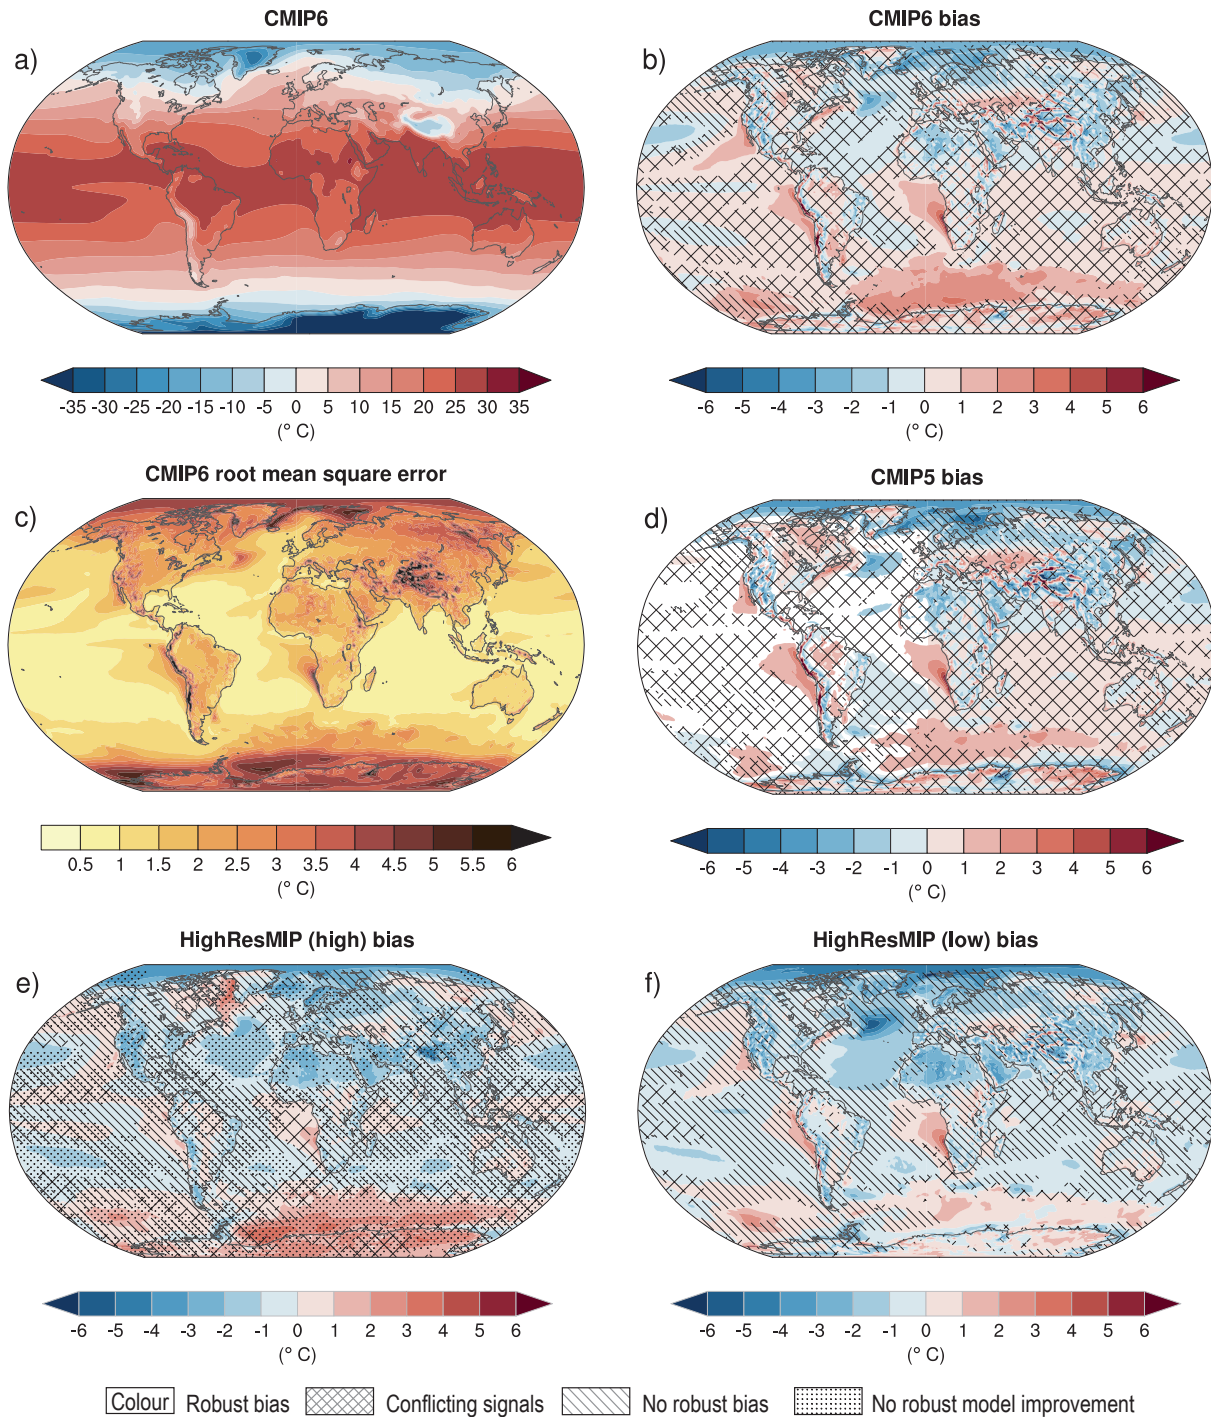 CMIP6
CMIP6 bias
a)
b)
-35 -30 -25 -20 -15 -10 -5 0 5 10 15 20 25 30 35
(° C)
-6 -5 -4 -3 -2 -1 0 1 2 3 4 5 6
(° C)
CMIP6 root mean square error
CMIP5 bias
c)
d)
0.5 1 1.5 2 2.5 3 3.5 4 4.5 5 5.5 6
(° C)
-6 -5 -4 -3 -2 -1 0 1 2 3 4 5 6
(° C)
HighResMIP (high) bias
HighResMIP (low) bias
e)
f)
-6 -5 -4 -3 -2 -1 0 1 2 3 4 5 6
(° C)
-6 -5 -4 -3 -2 -1 0 1 2 3 4 5 6
(° C)
Colour Robust bias Conflicting signals No robust bias No robust model improvement